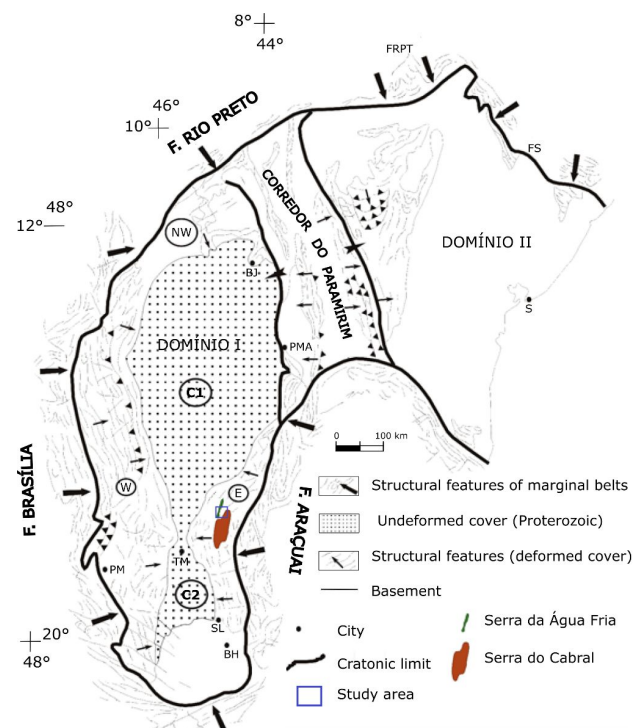 8°
44°
FRPT
46°
10°
F. RIO PRETO
FS
48°
12°
CORREDOR DO PARAMIRIM
NW
DOMÍNIO II
BJ
S
DOMÍNIO I
PMA
C1
0 100 km
F. BRASÍLIA
W
E
F. ARAÇUAI
Structural features of marginal belts
Undeformed cover (Proterozoic)
TM
PM
Structural features (deformed cover)
C2
Basement
SL
BH
20°
48°
City
Serra da Água Fria
Cratonic limit
Serra do Cabral
Study area